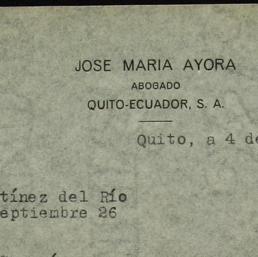 JOSE MARIA AYORA
ABOGADO
QUITO-ECUADOR, S. A.
Quito, a 4 de
tínez del Río
eptiembre 26